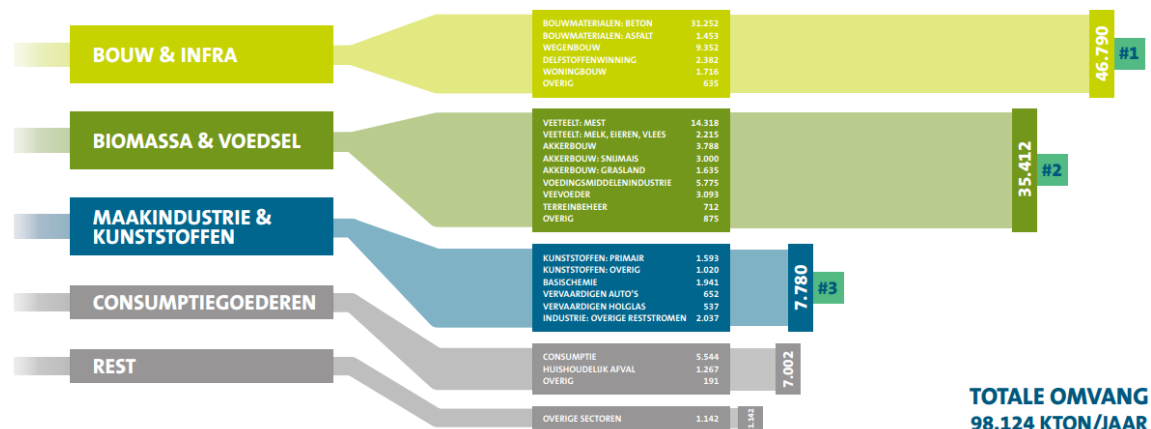 BOUW & INFRA
BOUWMATERIALEN: BETON 31.252
BOUWMATERIALEN: ASFALT 1.453
WEGENBOUW 9.352
DELFSTOFFENWINNING 2.382
WONINGBOUW 1.716
OVERIG 635
46.790
#1
BIOMASSA & VOEDSEL
VEETEELT: MEST 14.318
VEETEELT: MELK, EIEREN, VLEES 2.215
AKKERBOUW 3.788
AKKERBOUW: SNIJMAIS 3.000
AKKERBOUW: GRASLAND 1.635
VOEDINGSMIDDELENINDUSTRIE 5.775
VEEVOEDER 3.093
TERREINBEHEER 712
OVERIG 875
35.412
#2
MAAKINDUSTRIE &
KUNSTSTOFFEN
KUNSTSTOFFEN: PRIMAIR 1.593
KUNSTSTOFFEN: OVERIG 1.020
BASISCHEMIE 1.941
VERVAARDIGEN AUTO'S 652
VERVAARDIGEN HOLGLAS 537
INDUSTRIE: OVERIGE RESTSTROMEN 2.037
7.780
#3
CONSUMPTIEGOEDEREN
CONSUMPTIE 5.544
HUISHOUDELIJK AFVAL 1.267
OVERIG 191
7.002
REST
OVERIGE SECTOREN 1.142
1.142
TOTALE OMVANG
98.124 KTON/JAAR